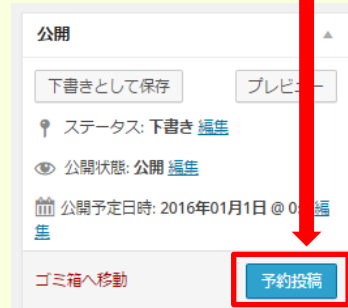 公開
下書きとして保存
プレビュー
ステータス: 下書き 編集
公開状態: 公開 編集
公開予定日時: 2016年01月1日 @ 0: 編
集
ゴミ箱へ移動
予約投稿